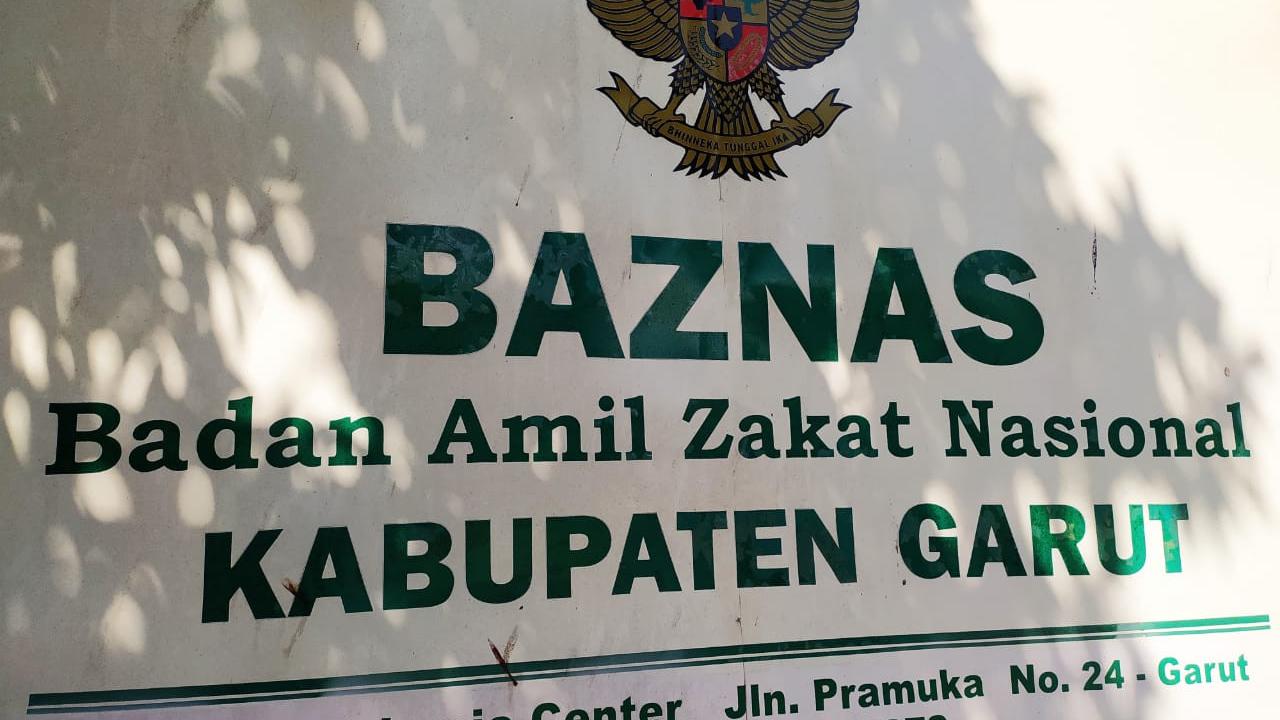 BHINNEKA TUNGGAL IKA
BAZNAS
Badan Amil Zakat Nasional
KABUPATEN GARUT
Center Jln. Pramuka No. 24 - Garut